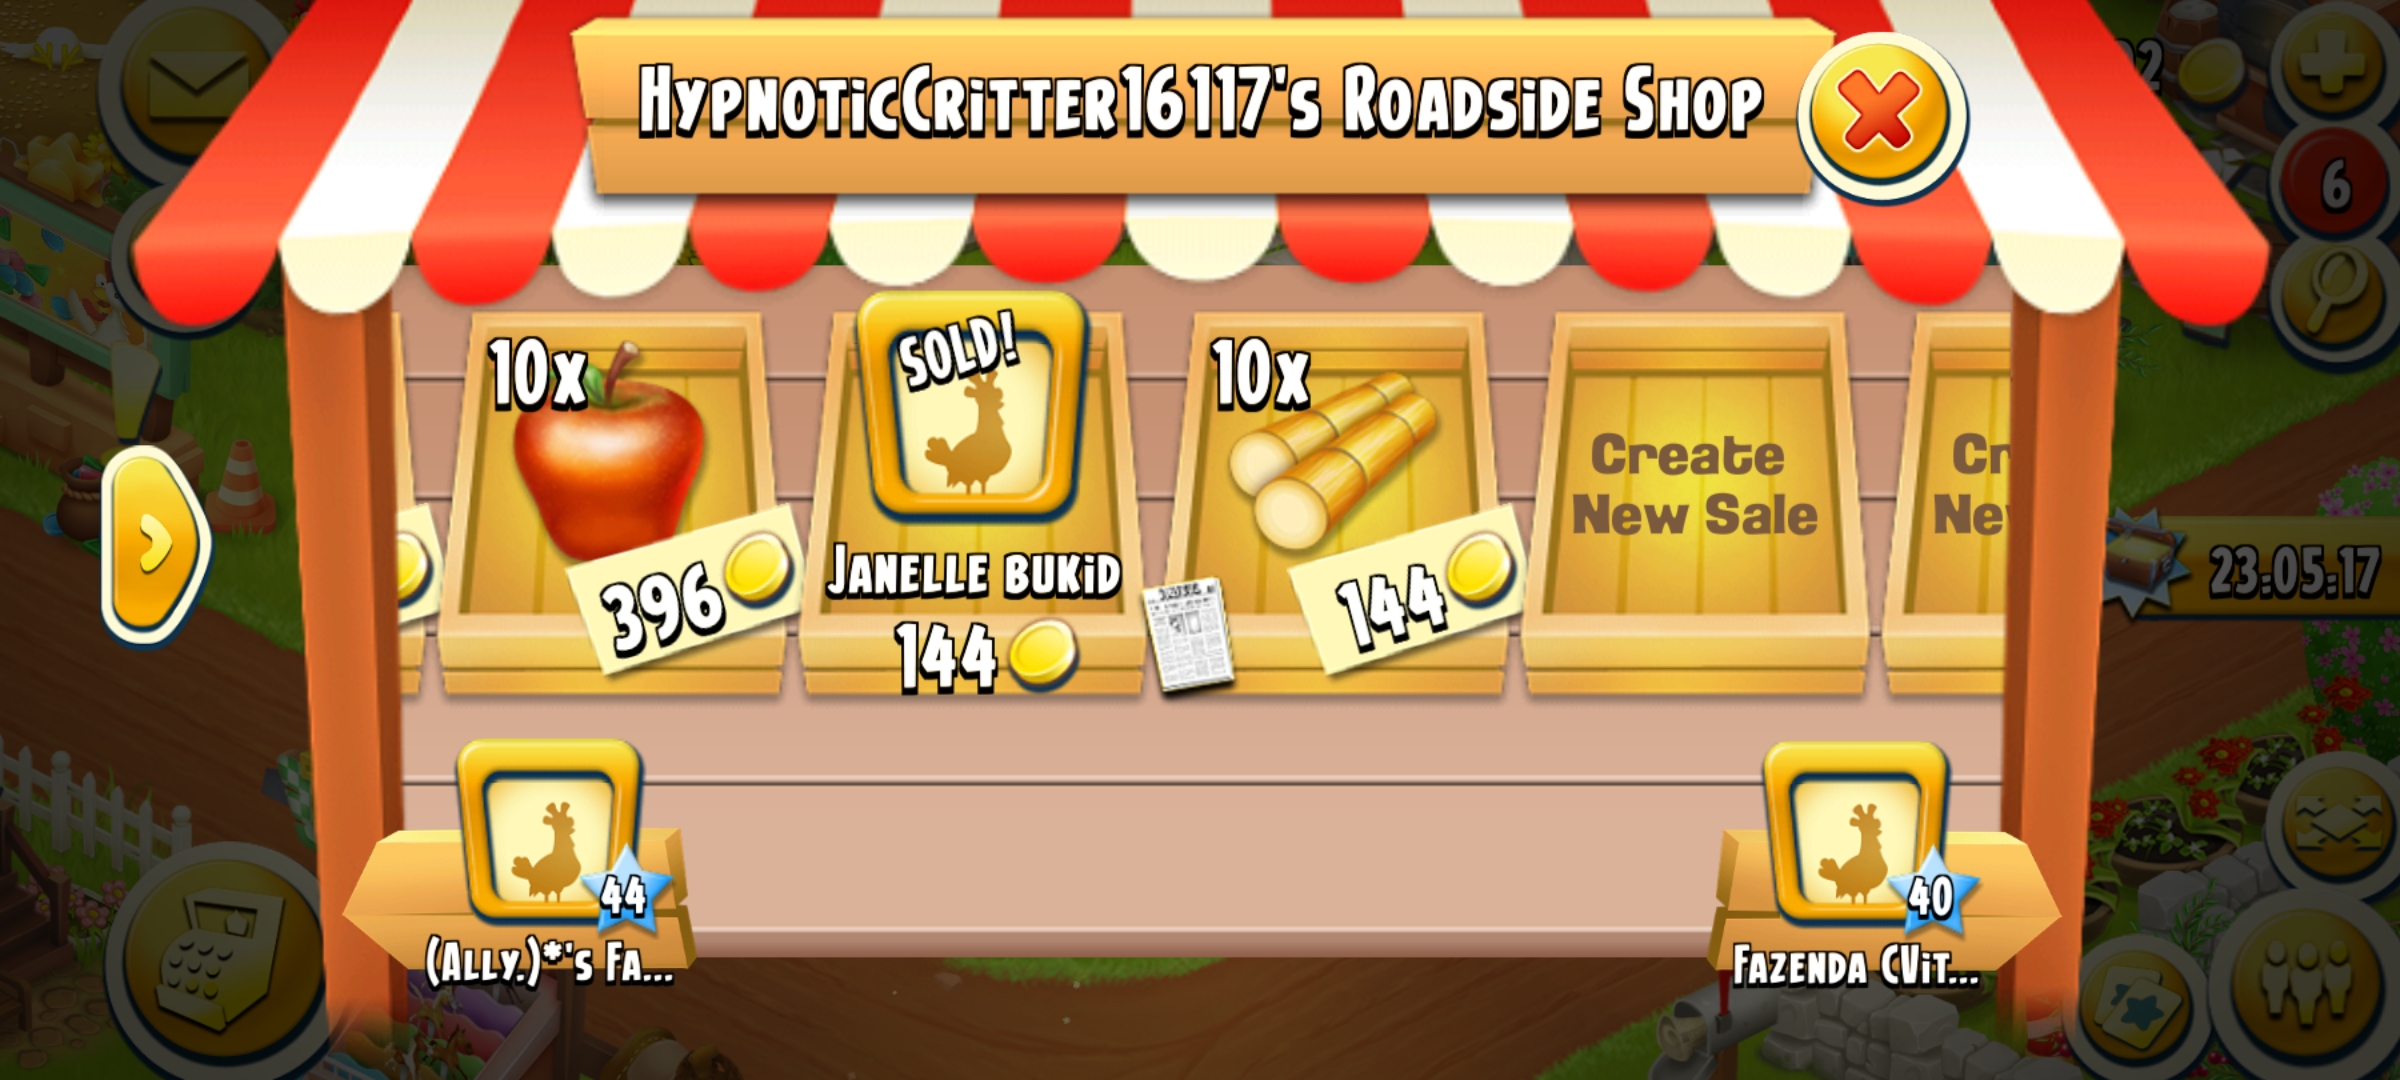 HypnoticCritter16117's Roadside Shop
6
10x
396
SOLD!
Janelle bukid
144
10x
144
Create
New Sale
23:05:17
44
(Ally.)*'s Fa...
40
Fazenda CVit...